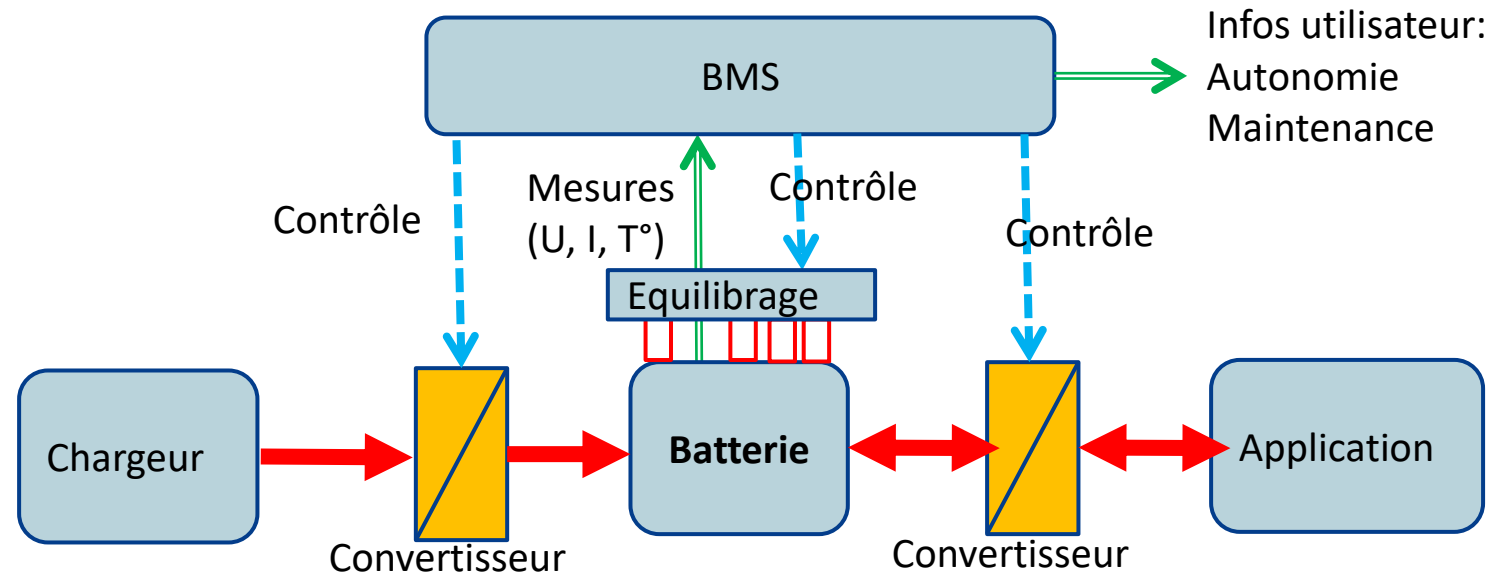 BMS
Infos utilisateur:
Autonomie
Maintenance
Contrôle
Mesures
(U, I, T°)
Contrôle
Contrôle
Equilibrage
Chargeur
Batterie
Application
Convertisseur
Convertisseur